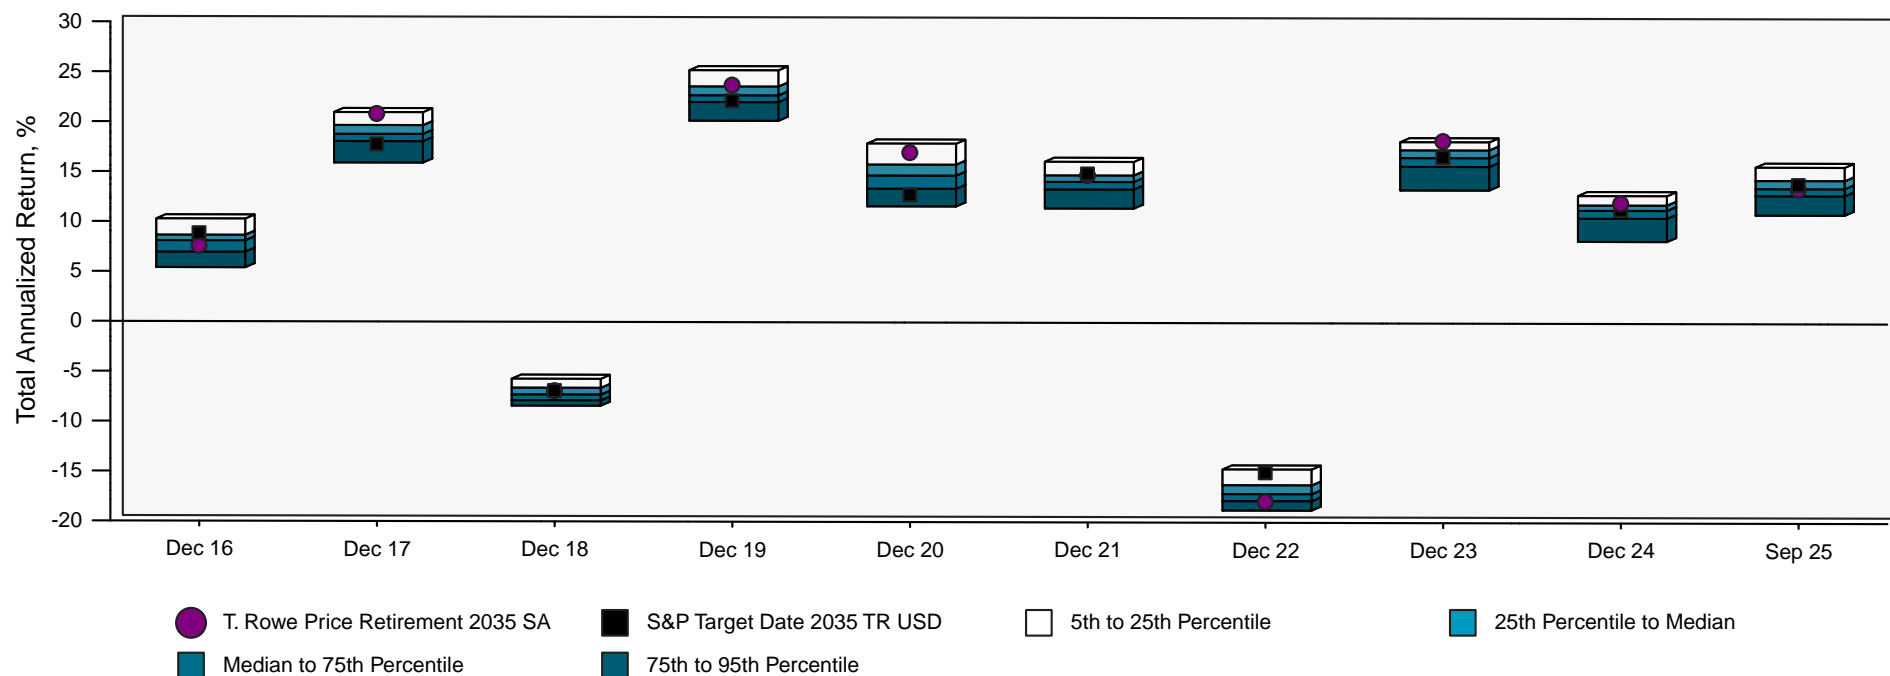 Total Annualized Return, %
30
25
20
15
10
5
0
-5
-10
-15
-20
Dec 16 Dec 17 Dec 18 Dec 19 Dec 20 Dec 21 Dec 22 Dec 23 Dec 24 Sep 25
T. Rowe Price Retirement 2035 SA S&P Target Date 2035 TR USD 5th to 25th Percentile 25th Percentile to Median
Median to 75th Percentile 75th to 95th Percentile